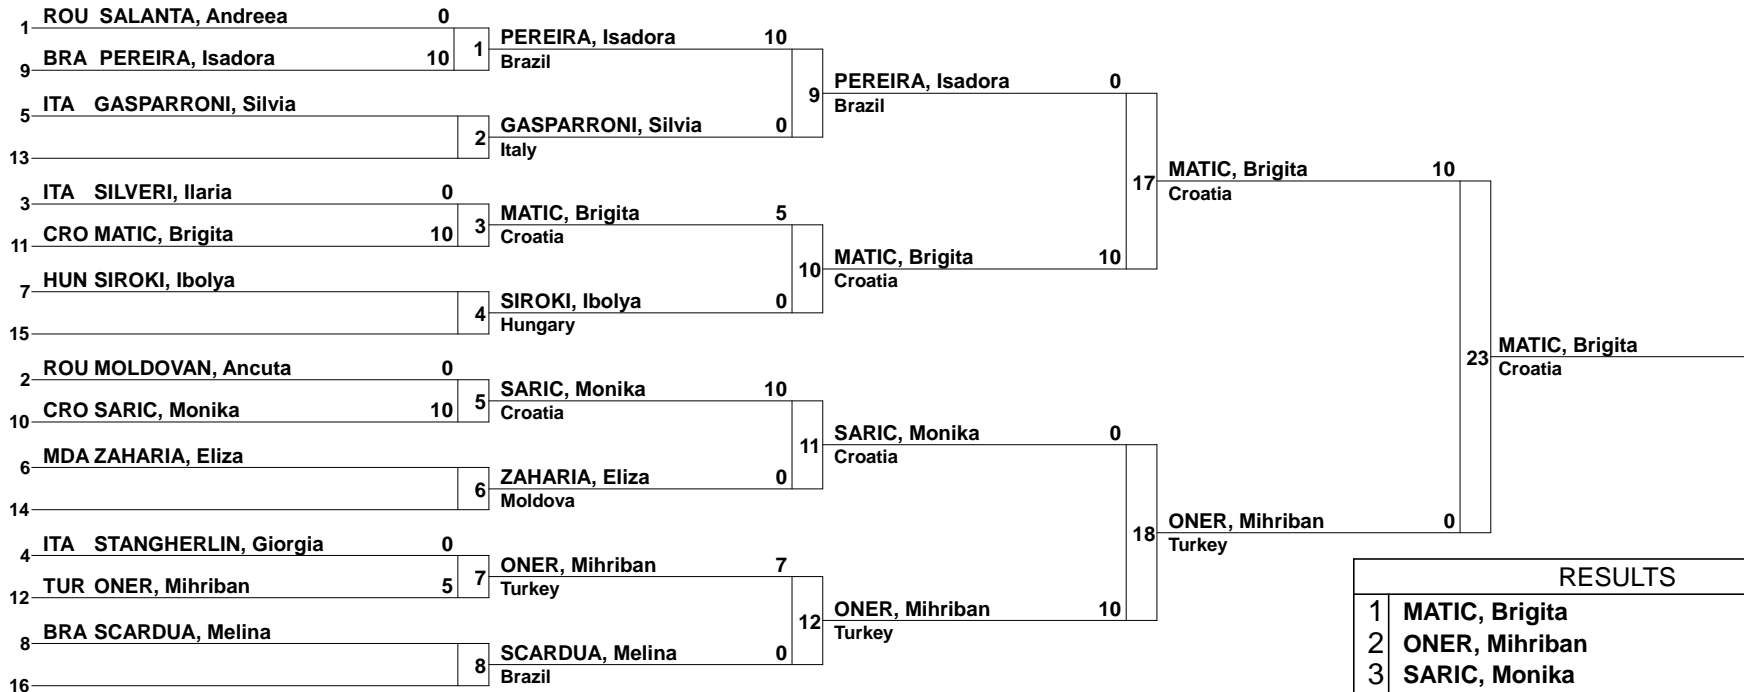 ROU SALANTA, Andreea 0
1
BRA PEREIRA, Isadora 10
9
1
PEREIRA, Isadora 10
Brazil
ITA GASPARRONI, Silvia
5
13
2
GASPARRONI, Silvia 0
Italy
9
PEREIRA, Isadora 0
Brazil
ITA SILVERI, Ilaria 0
3
CRO MATIC, Brigita 10
11
3
MATIC, Brigita 5
Croatia
HUN SIROKI, Ibolya
7
15
4
SIROKI, Ibolya 0
Hungary
10
MATIC, Brigita 10
Croatia
17
MATIC, Brigita 10
Croatia
ROU MOLDOVAN, Ancuta 0
2
CRO SARIC, Monika 10
10
5
SARIC, Monika 10
Croatia
MDA ZAHARIA, Eliza
6
14
6
ZAHARIA, Eliza 0
Moldova
11
SARIC, Monika 0
Croatia
ITA STANGHERLIN, Giorgia 0
4
TUR ONER, Mihriban 5
12
7
ONER, Mihriban 7
Turkey
BRA SCARDUA, Melina
8
16
8
SCARDUA, Melina 0
Brazil
12
ONER, Mihriban 10
Turkey
18
ONER, Mihriban 0
Turkey
23
MATIC, Brigita
Croatia
RESULTS
1 MATIC, Brigita
2 ONER, Mihriban
3 SARIC, Monika